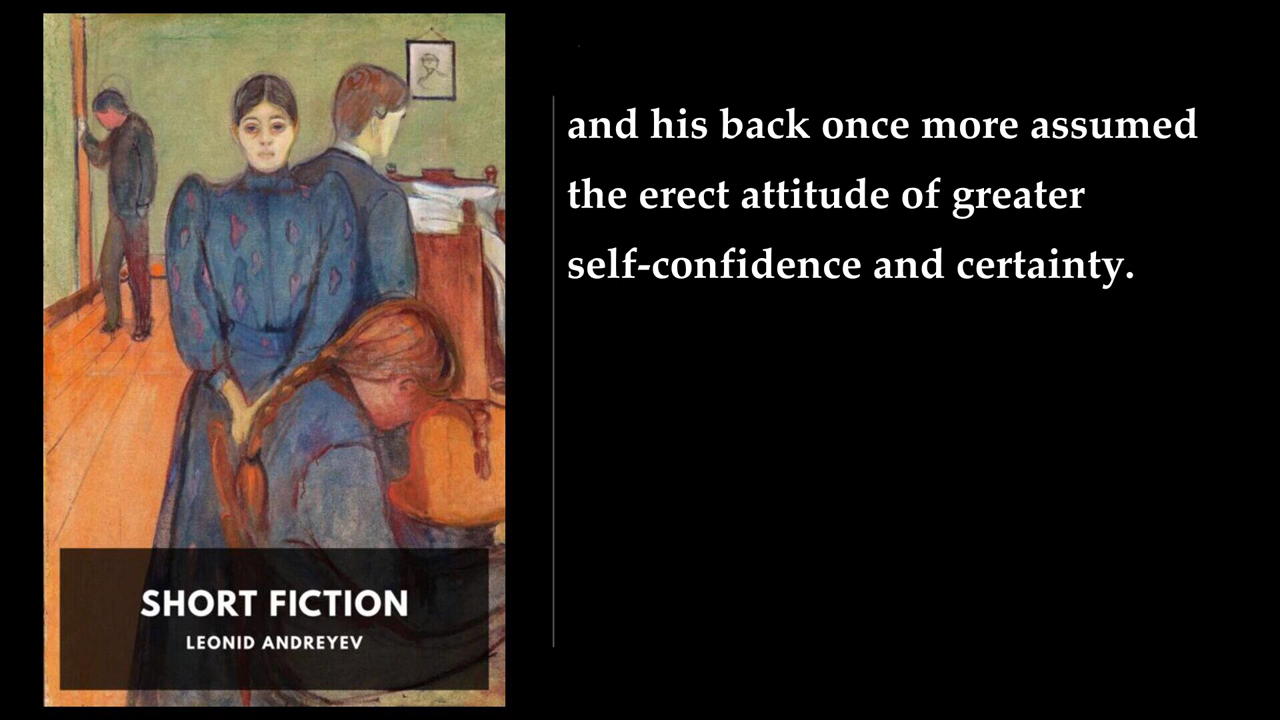 and his back once more assumed
the erect attitude of greater
self-confidence and certainty.
SHORT FICTION
LEONID ANDREYEV